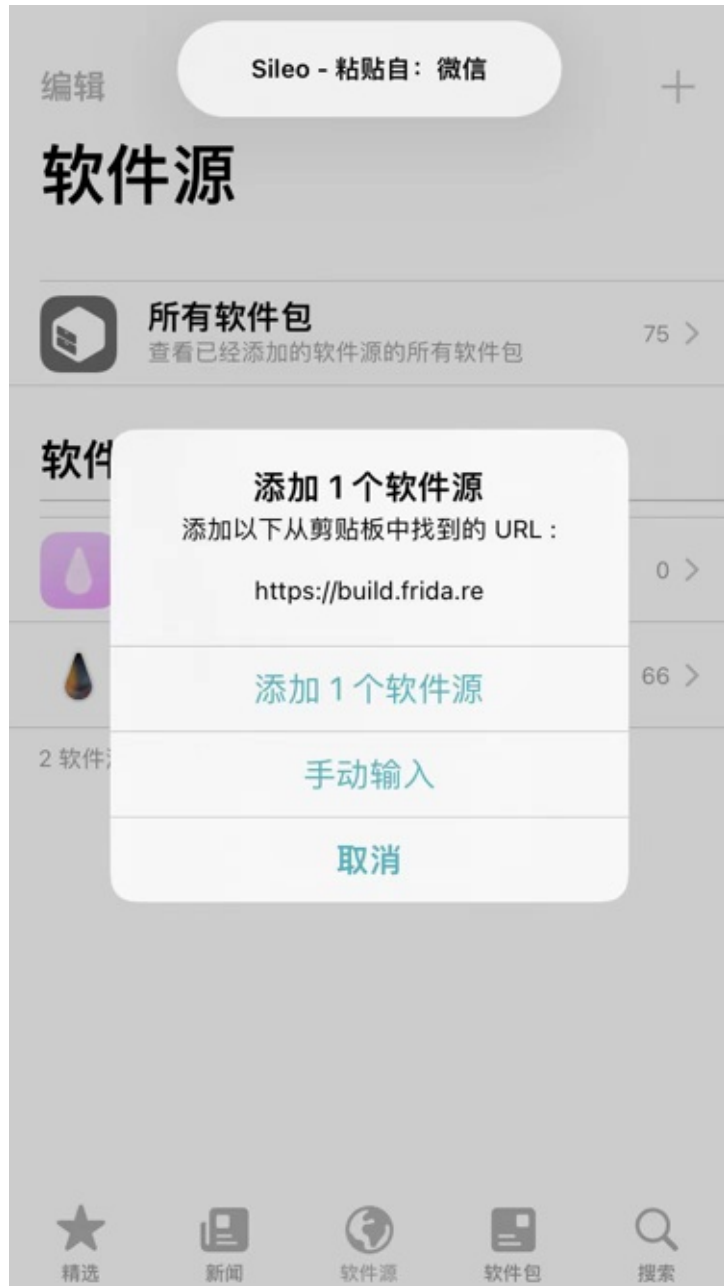 Sileo - 粘贴自：微信
编辑
软件源
所有软件包
查看已经添加的软件源的所有软件包
75
软件
添加 1 个软件源
添加以下从剪贴板中找到的 URL：
https://build.frida.re
0
添加 1 个软件源
66
2 软件
手动输入
取消
精选
新闻
软件源
软件包
搜索